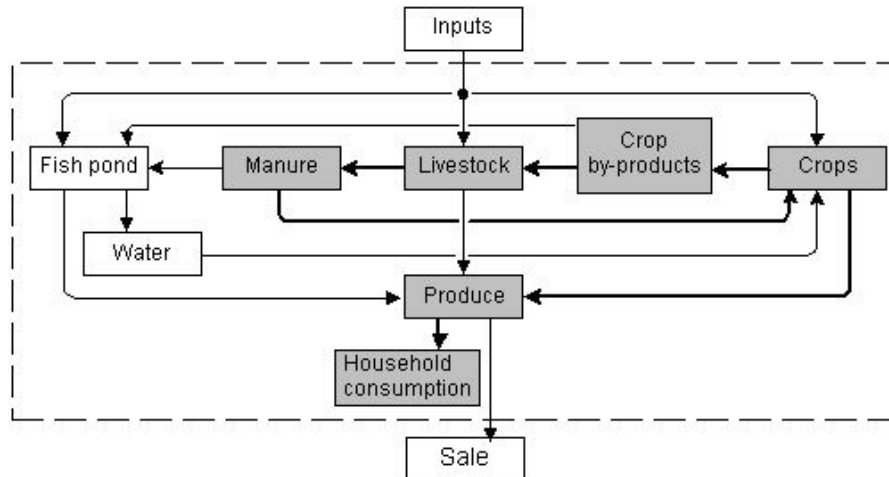 Inputs
Fish pond
Manure
Livestock
Crop
by-products
Crops
Water
Produce
Household
consumption
Sale